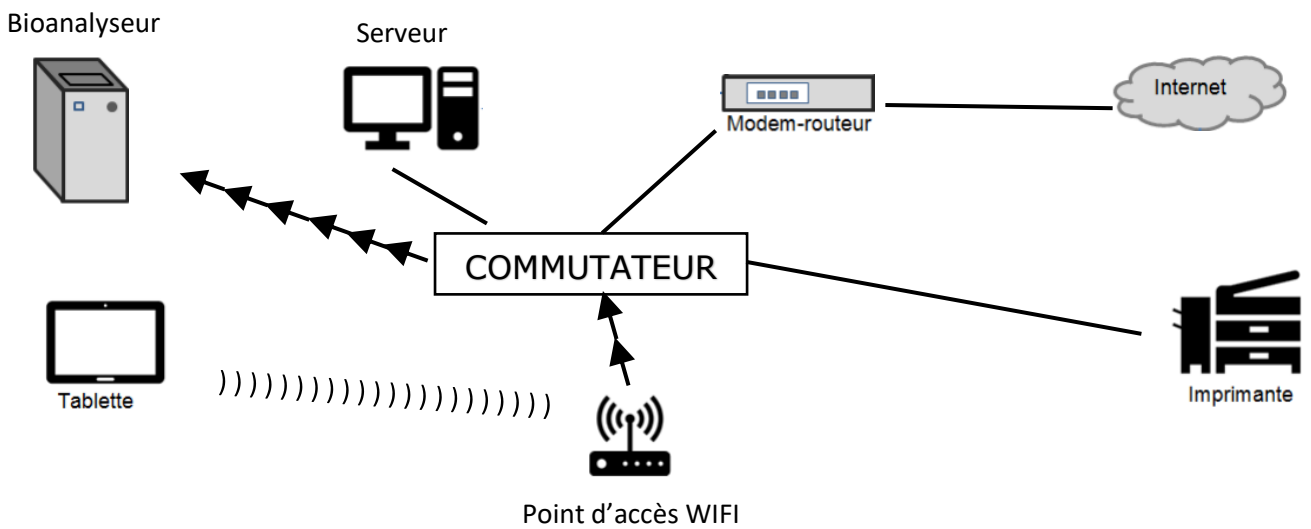 Bioanalyseur
Serveur
Internet
Modem-routeur
COMMUTATEUR
Tablette
Imprimante
Point d’accès WIFI